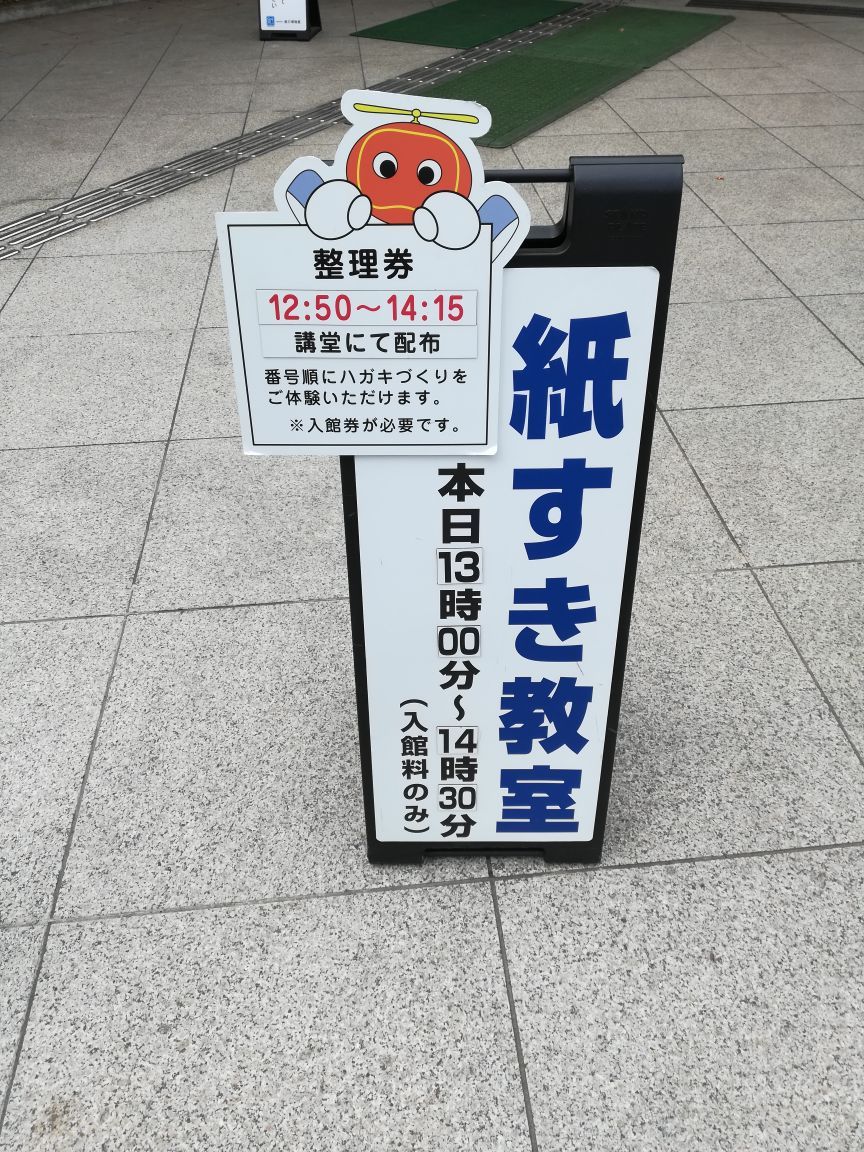 整理券
12:50～14:15
講堂にて配布
番号順にハガキづくりを
ご体験いただけます。
※入館券が必要です。
紙すき教室
本日13時00分～14時30分
(入館料のみ)